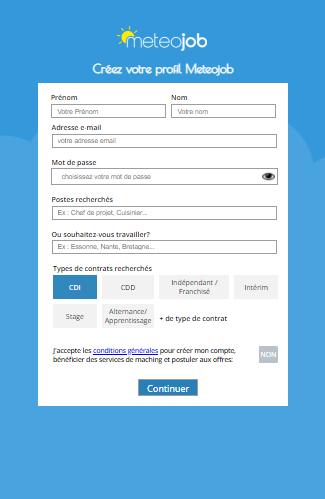 meteojob
Créez votre profil Meteojob
Prénom
Nom
Votre Prénom
Votre nom
Adresse e-mail
votre adresse email
Mot de passe
choisissez votre mot de passe
Postes recherchés
Ex : Chef de projet, Cuisinier...
Ou souhaitez-vous travailler?
Ex : Essonne, Nante, Bretagne...
Types de contrats recherchés
CDI
CDD
Indépendant /
Franchisé
Intérim
Stage
Alternance/
Apprentissage
+ de type de contrat
J'accepte les conditions générales pour créer mon compte,
bénéficier des services de maching et postuler aux offres:
NON
Continuer